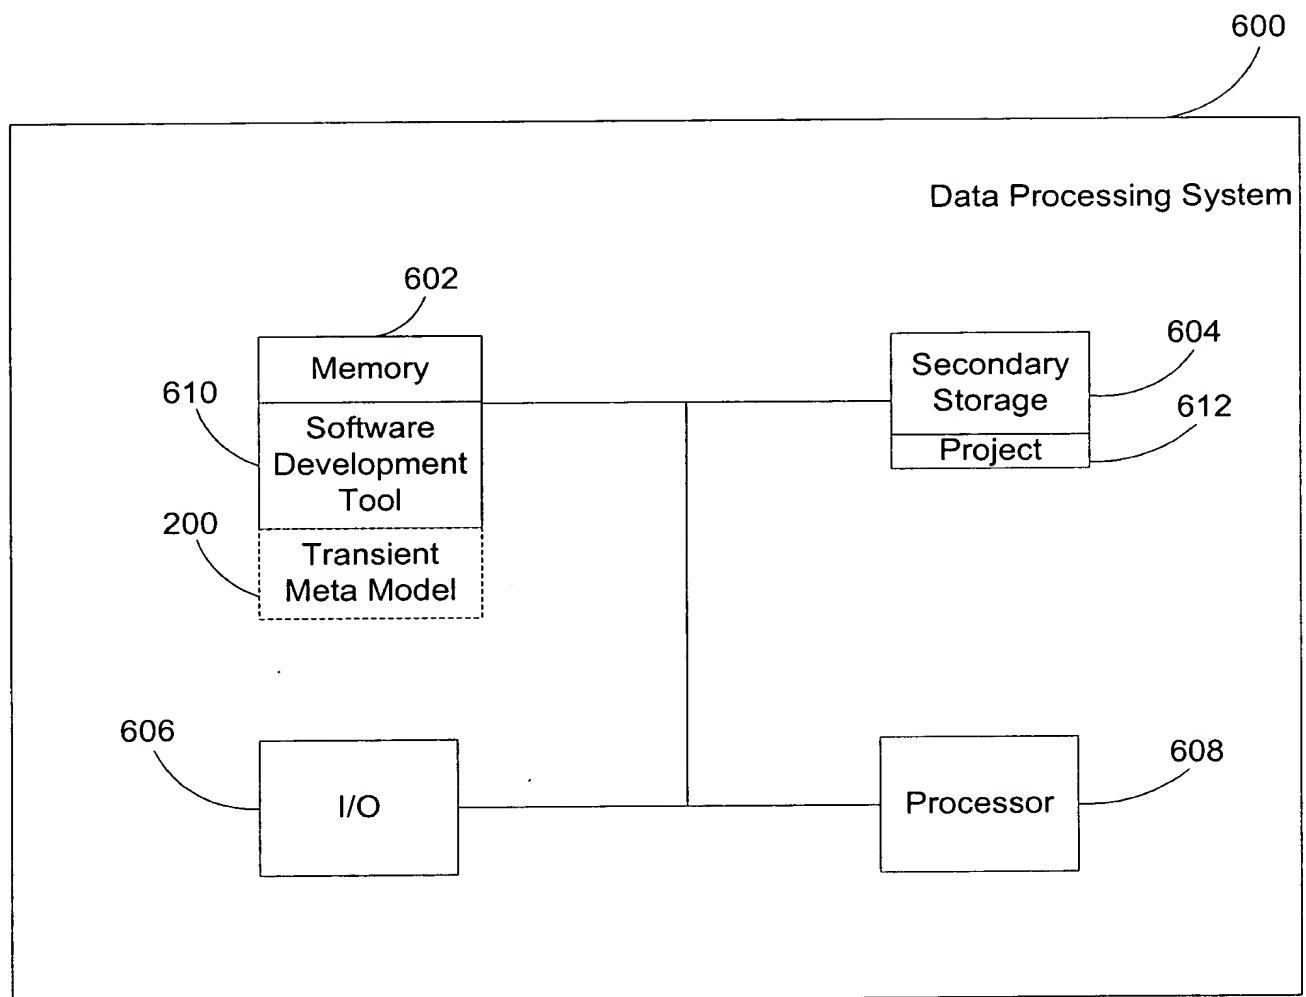 600
Data Processing System
602
Memory
610
Software
Development
Tool
200
Transient
Meta Model
604
Secondary
Storage
612
Project
606
I/O
608
Processor